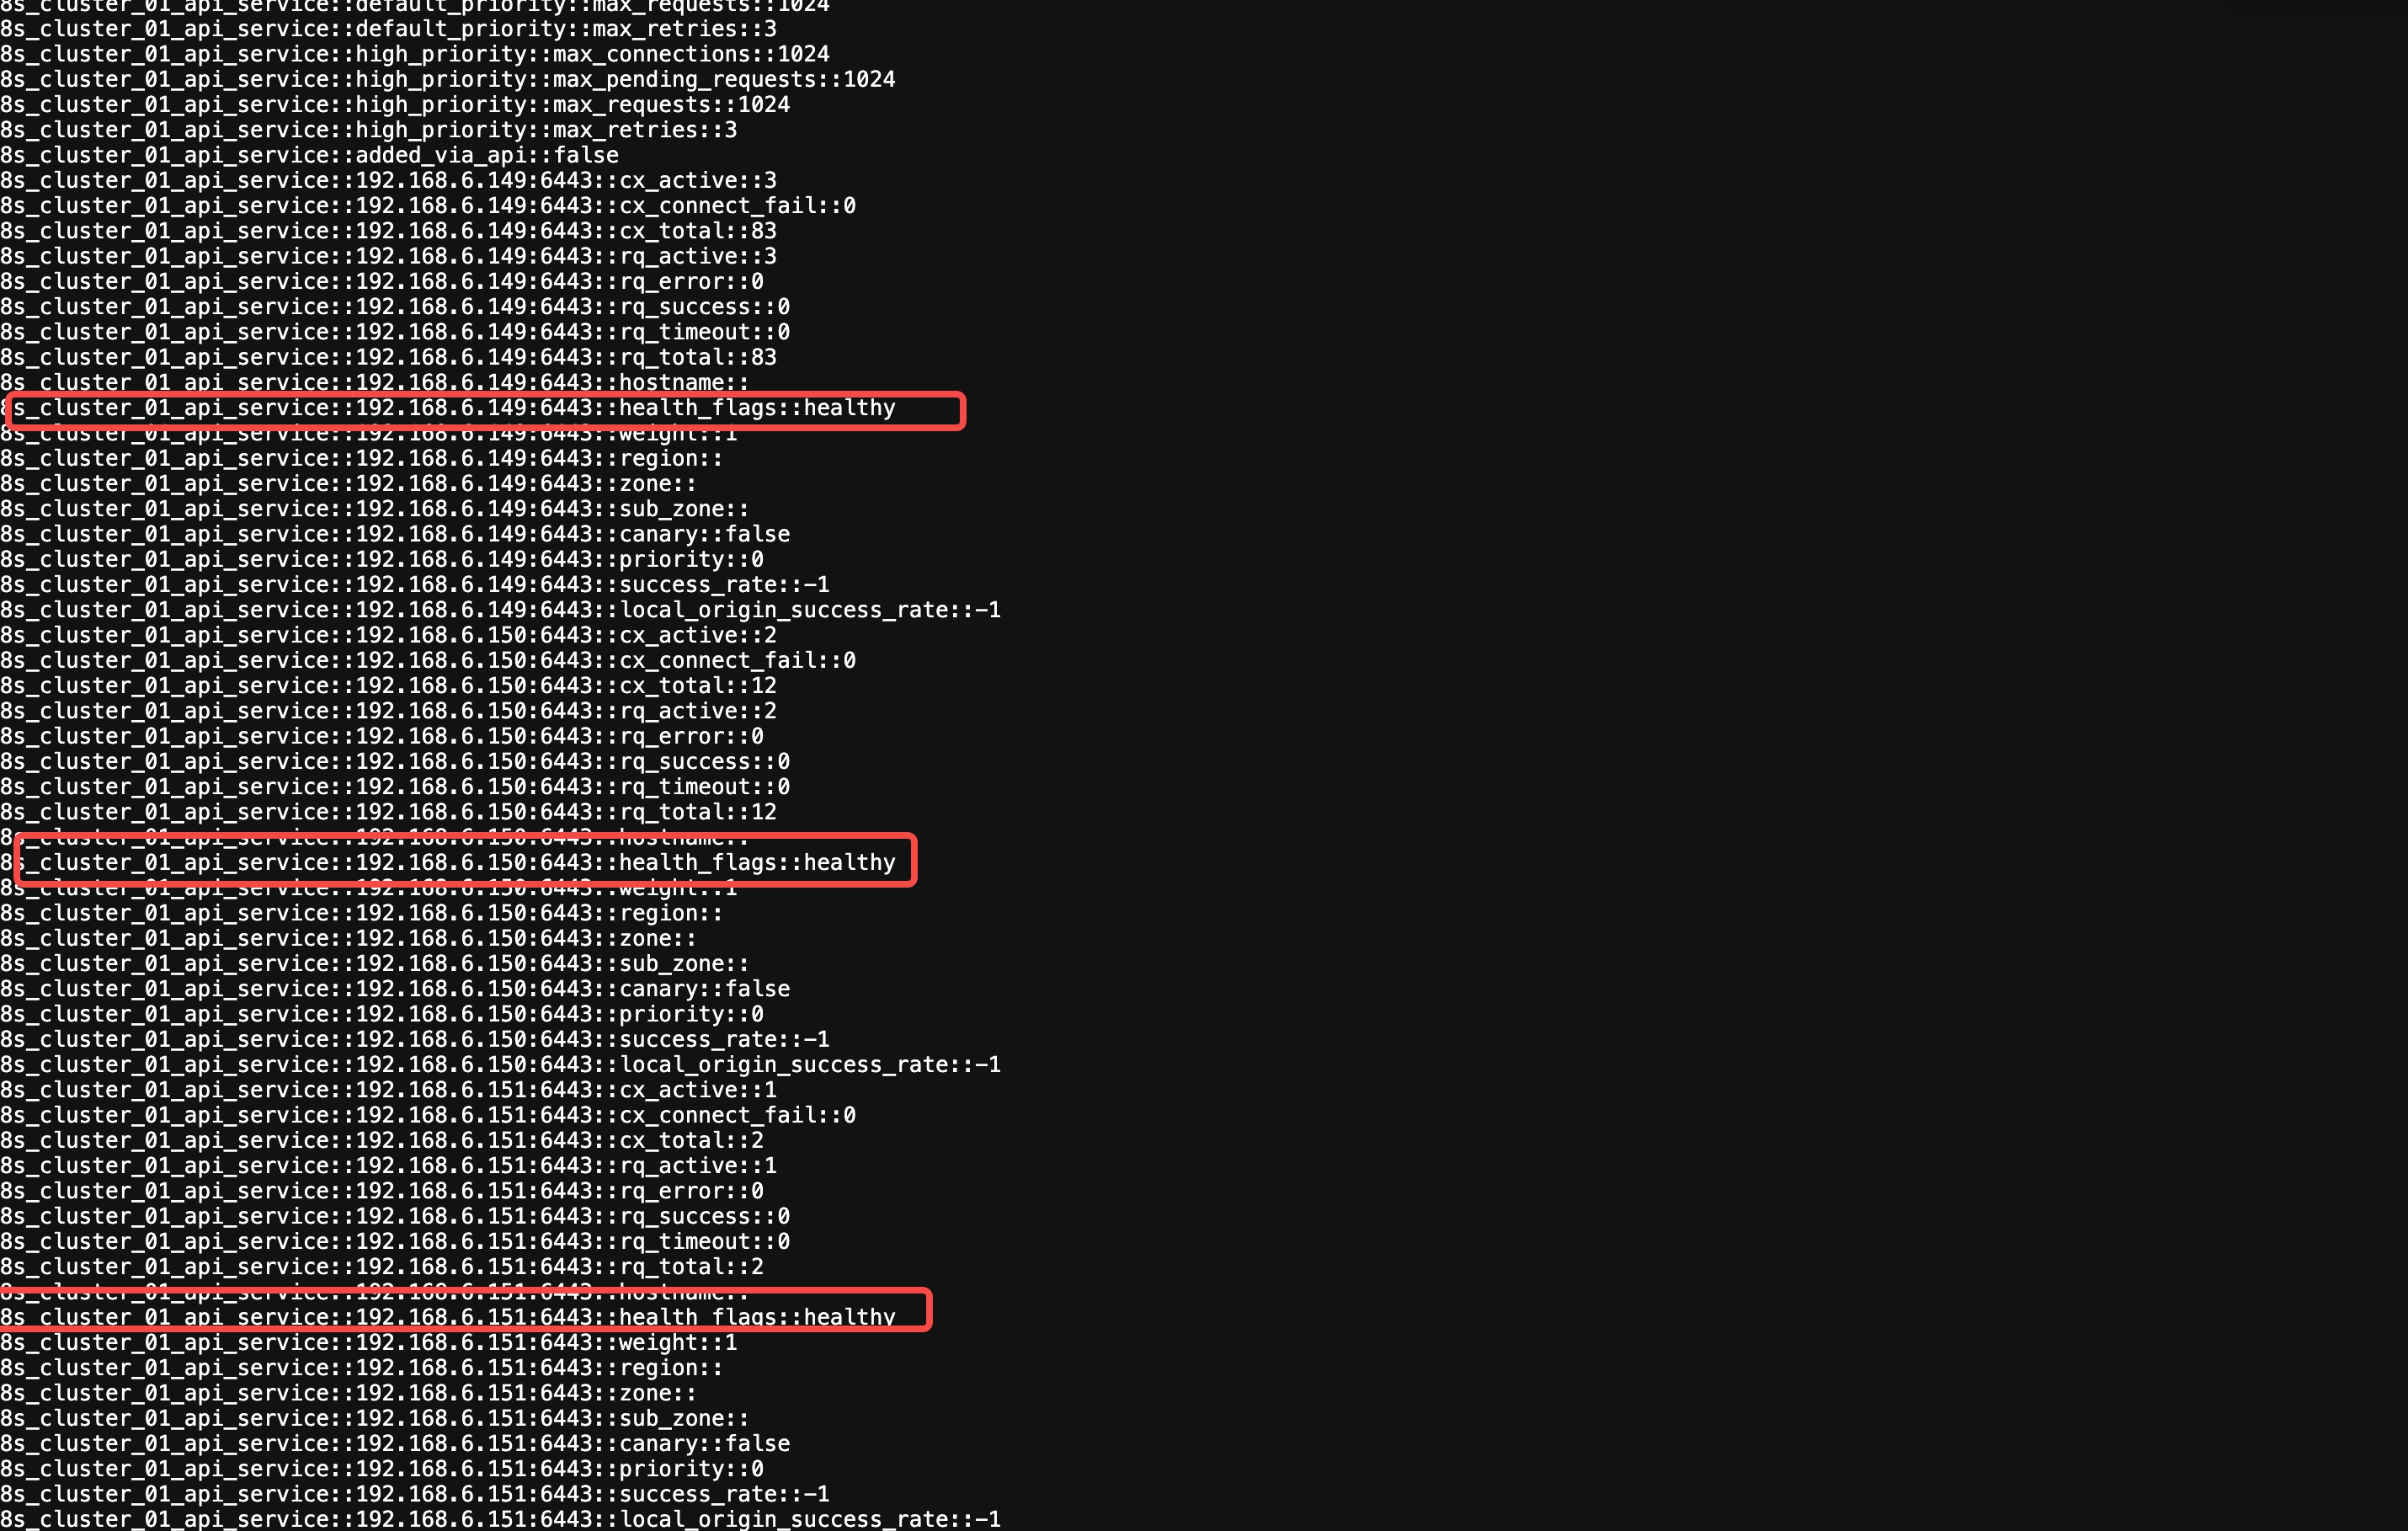 8s_cluster_01_api_service::default_priority::max_requests::1024
8s_cluster_01_api_service::default_priority::max_retries::3
8s_cluster_01_api_service::high_priority::max_connections::1024
8s_cluster_01_api_service::high_priority::max_pending_requests::1024
8s_cluster_01_api_service::high_priority::max_requests::1024
8s_cluster_01_api_service::high_priority::max_retries::3
8s_cluster_01_api_service::added_via_api::false
8s_cluster_01_api_service::192.168.6.149:6443::cx_active::3
8s_cluster_01_api_service::192.168.6.149:6443::cx_connect_fail::0
8s_cluster_01_api_service::192.168.6.149:6443::cx_total::83
8s_cluster_01_api_service::192.168.6.149:6443::rq_active::3
8s_cluster_01_api_service::192.168.6.149:6443::rq_error::0
8s_cluster_01_api_service::192.168.6.149:6443::rq_success::0
8s_cluster_01_api_service::192.168.6.149:6443::rq_timeout::0
8s_cluster_01_api_service::192.168.6.149:6443::rq_total::83
8s_cluster_01_api_service::192.168.6.149:6443::hostname::
8s_cluster_01_api_service::192.168.6.149:6443::health_flags::healthy
8s_cluster_01_api_service::192.168.6.149:6443::weight::1
8s_cluster_01_api_service::192.168.6.149:6443::region::
8s_cluster_01_api_service::192.168.6.149:6443::zone::
8s_cluster_01_api_service::192.168.6.149:6443::sub_zone::
8s_cluster_01_api_service::192.168.6.149:6443::canary::false
8s_cluster_01_api_service::192.168.6.149:6443::priority::0
8s_cluster_01_api_service::192.168.6.149:6443::success_rate::-1
8s_cluster_01_api_service::192.168.6.149:6443::local_origin_success_rate::-1
8s_cluster_01_api_service::192.168.6.150:6443::cx_active::2
8s_cluster_01_api_service::192.168.6.150:6443::cx_connect_fail::0
8s_cluster_01_api_service::192.168.6.150:6443::cx_total::12
8s_cluster_01_api_service::192.168.6.150:6443::rq_active::2
8s_cluster_01_api_service::192.168.6.150:6443::rq_error::0
8s_cluster_01_api_service::192.168.6.150:6443::rq_success::0
8s_cluster_01_api_service::192.168.6.150:6443::rq_timeout::0
8s_cluster_01_api_service::192.168.6.150:6443::rq_total::12
8s_cluster_01_api_service::192.168.6.150:6443::hostname::
8s_cluster_01_api_service::192.168.6.150:6443::health_flags::healthy
8s_cluster_01_api_service::192.168.6.150:6443::weight::1
8s_cluster_01_api_service::192.168.6.150:6443::region::
8s_cluster_01_api_service::192.168.6.150:6443::zone::
8s_cluster_01_api_service::192.168.6.150:6443::sub_zone::
8s_cluster_01_api_service::192.168.6.150:6443::canary::false
8s_cluster_01_api_service::192.168.6.150:6443::priority::0
8s_cluster_01_api_service::192.168.6.150:6443::success_rate::-1
8s_cluster_01_api_service::192.168.6.150:6443::local_origin_success_rate::-1
8s_cluster_01_api_service::192.168.6.151:6443::cx_active::1
8s_cluster_01_api_service::192.168.6.151:6443::cx_connect_fail::0
8s_cluster_01_api_service::192.168.6.151:6443::cx_total::2
8s_cluster_01_api_service::192.168.6.151:6443::rq_active::1
8s_cluster_01_api_service::192.168.6.151:6443::rq_error::0
8s_cluster_01_api_service::192.168.6.151:6443::rq_success::0
8s_cluster_01_api_service::192.168.6.151:6443::rq_timeout::0
8s_cluster_01_api_service::192.168.6.151:6443::rq_total::2
8s_cluster_01_api_service::192.168.6.151:6443::hostname::
8s_cluster_01_api_service::192.168.6.151:6443::health_flags::healthy
8s_cluster_01_api_service::192.168.6.151:6443::weight::1
8s_cluster_01_api_service::192.168.6.151:6443::region::
8s_cluster_01_api_service::192.168.6.151:6443::zone::
8s_cluster_01_api_service::192.168.6.151:6443::sub_zone::
8s_cluster_01_api_service::192.168.6.151:6443::canary::false
8s_cluster_01_api_service::192.168.6.151:6443::priority::0
8s_cluster_01_api_service::192.168.6.151:6443::success_rate::-1
8s_cluster_01_api_service::192.168.6.151:6443::local_origin_success_rate::-1